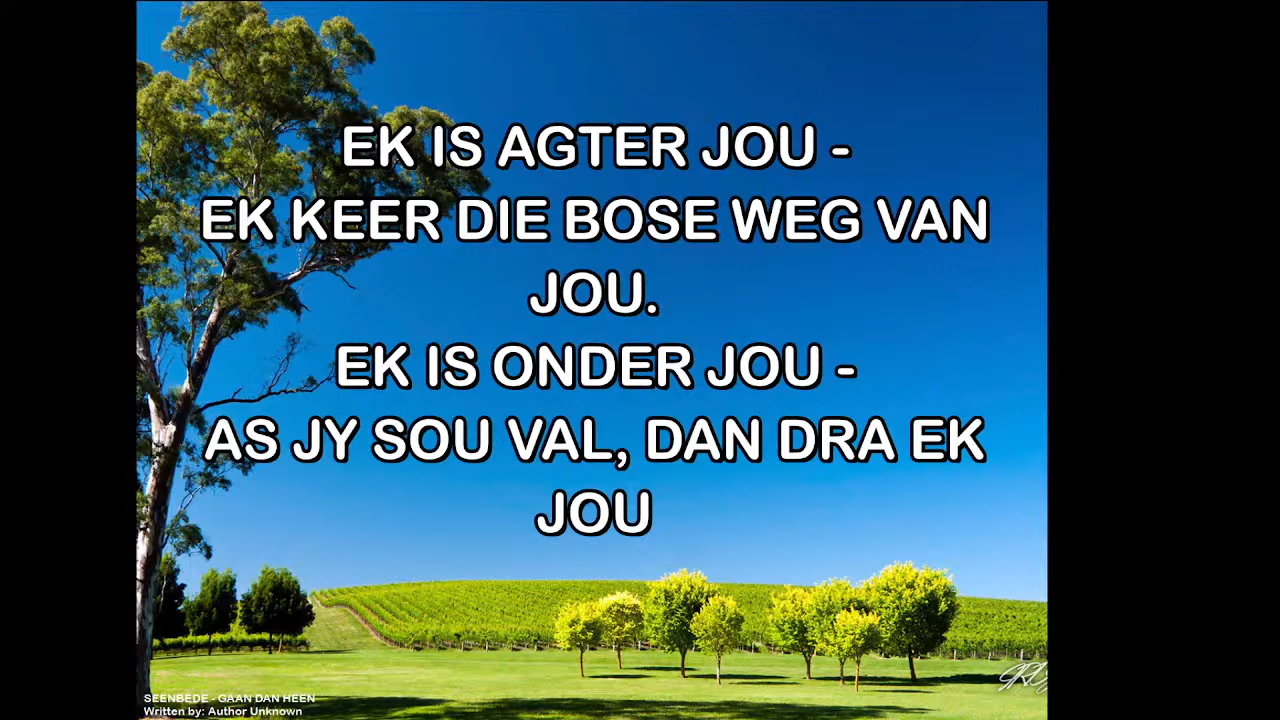 EK IS AGTER JOU -
EK KEER DIE BOSE WEG VAN
JOU.
EK IS ONDER JOU -
AS JY SOU VAL, DAN DRA EK
JOU
SEENBEDE - GAAN DAN HEEN
Written by: Author Unknown